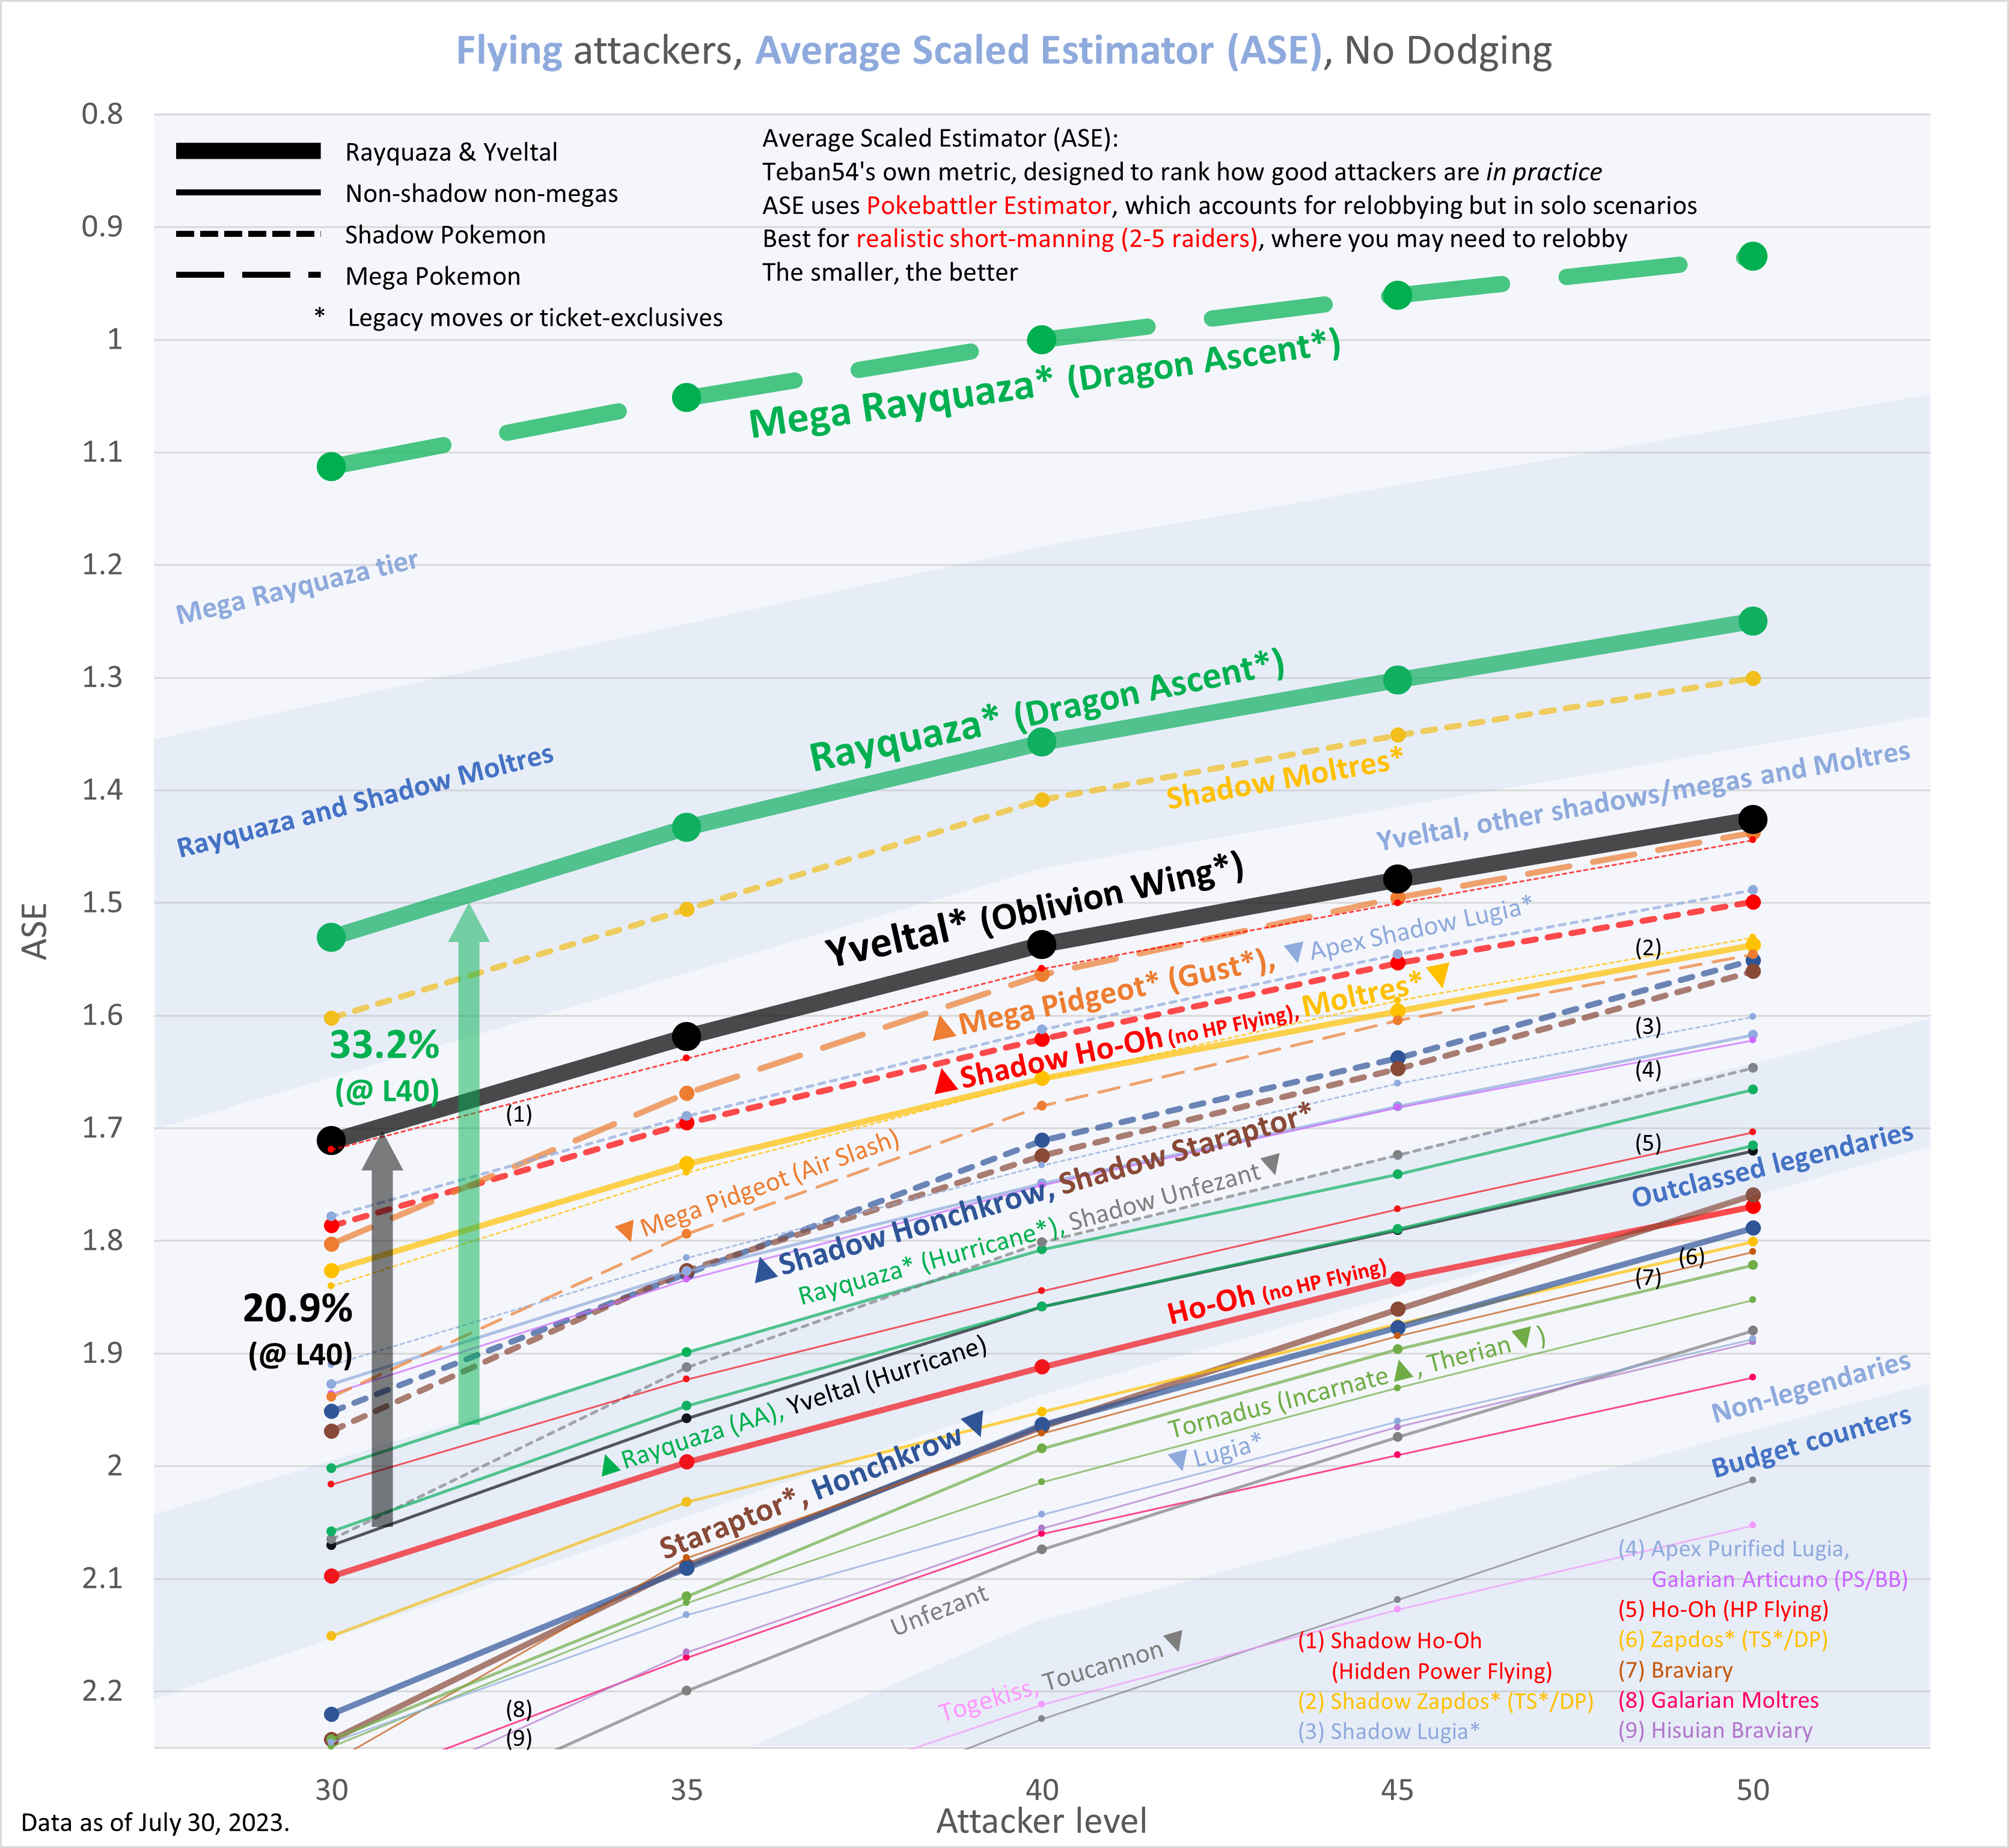 Flying attackers, Average Scaled Estimator (ASE), No Dodging
0.8
0.9
1
1.1
1.2
1.3
1.4
1.5
1.6
1.7
1.8
1.9
2
2.1
2.2
ASE
Rayquaza & Yveltal
Non-shadow non-megas
Shadow Pokemon
Mega Pokemon
* Legacy moves or ticket-exclusives
Average Scaled Estimator (ASE):
Teban54's own metric, designed to rank how good attackers are in practice
ASE uses Pokebattler Estimator, which accounts for relobbying but in solo scenarios
Best for realistic short-manning (2-5 raiders), where you may need to relobby
The smaller, the better
Mega Rayquaza* (Dragon Ascent*)
Mega Rayquaza tier
Rayquaza* (Dragon Ascent*)
Shadow Moltres*
Rayquaza and Shadow Moltres
Yveltal, other shadows/megas and Moltres
Yveltal* (Oblivion Wing*)
▲Mega Pidgeot* (Gust*), ▼Apex Shadow Lugia*
▲Shadow Ho-Oh (no HP Flying), Moltres*▼
33.2%
(@ L40)
(1)
(2)
(3)
(4)
(5)
(6)
(7)
▼Mega Pidgeot (Air Slash)
▲Shadow Honchkrow, Shadow Staraptor*
Rayquaza* (Hurricane*), Shadow Unfezant▼
Outclassed legendaries
20.9%
(@ L40)
Ho-Oh (no HP Flying)
▲Rayquaza (AA), Yveltal (Hurricane)
Tornadus (Incarnate▲, Therian▼)
Staraptor*, Honchkrow▼
▼Lugia*
Non-legendaries
Budget counters
Unfezant
Togekiss, Toucannon▼
(8)
(9)
(1) Shadow Ho-Oh
(Hidden Power Flying)
(2) Shadow Zapdos* (TS*/DP)
(3) Shadow Lugia*
(4) Apex Purified Lugia,
Galarian Articuno (PS/BB)
(5) Ho-Oh (HP Flying)
(6) Zapdos* (TS*/DP)
(7) Braviary
(8) Galarian Moltres
(9) Hisuian Braviary
30
35
40
45
50
Attacker level
Data as of July 30, 2023.